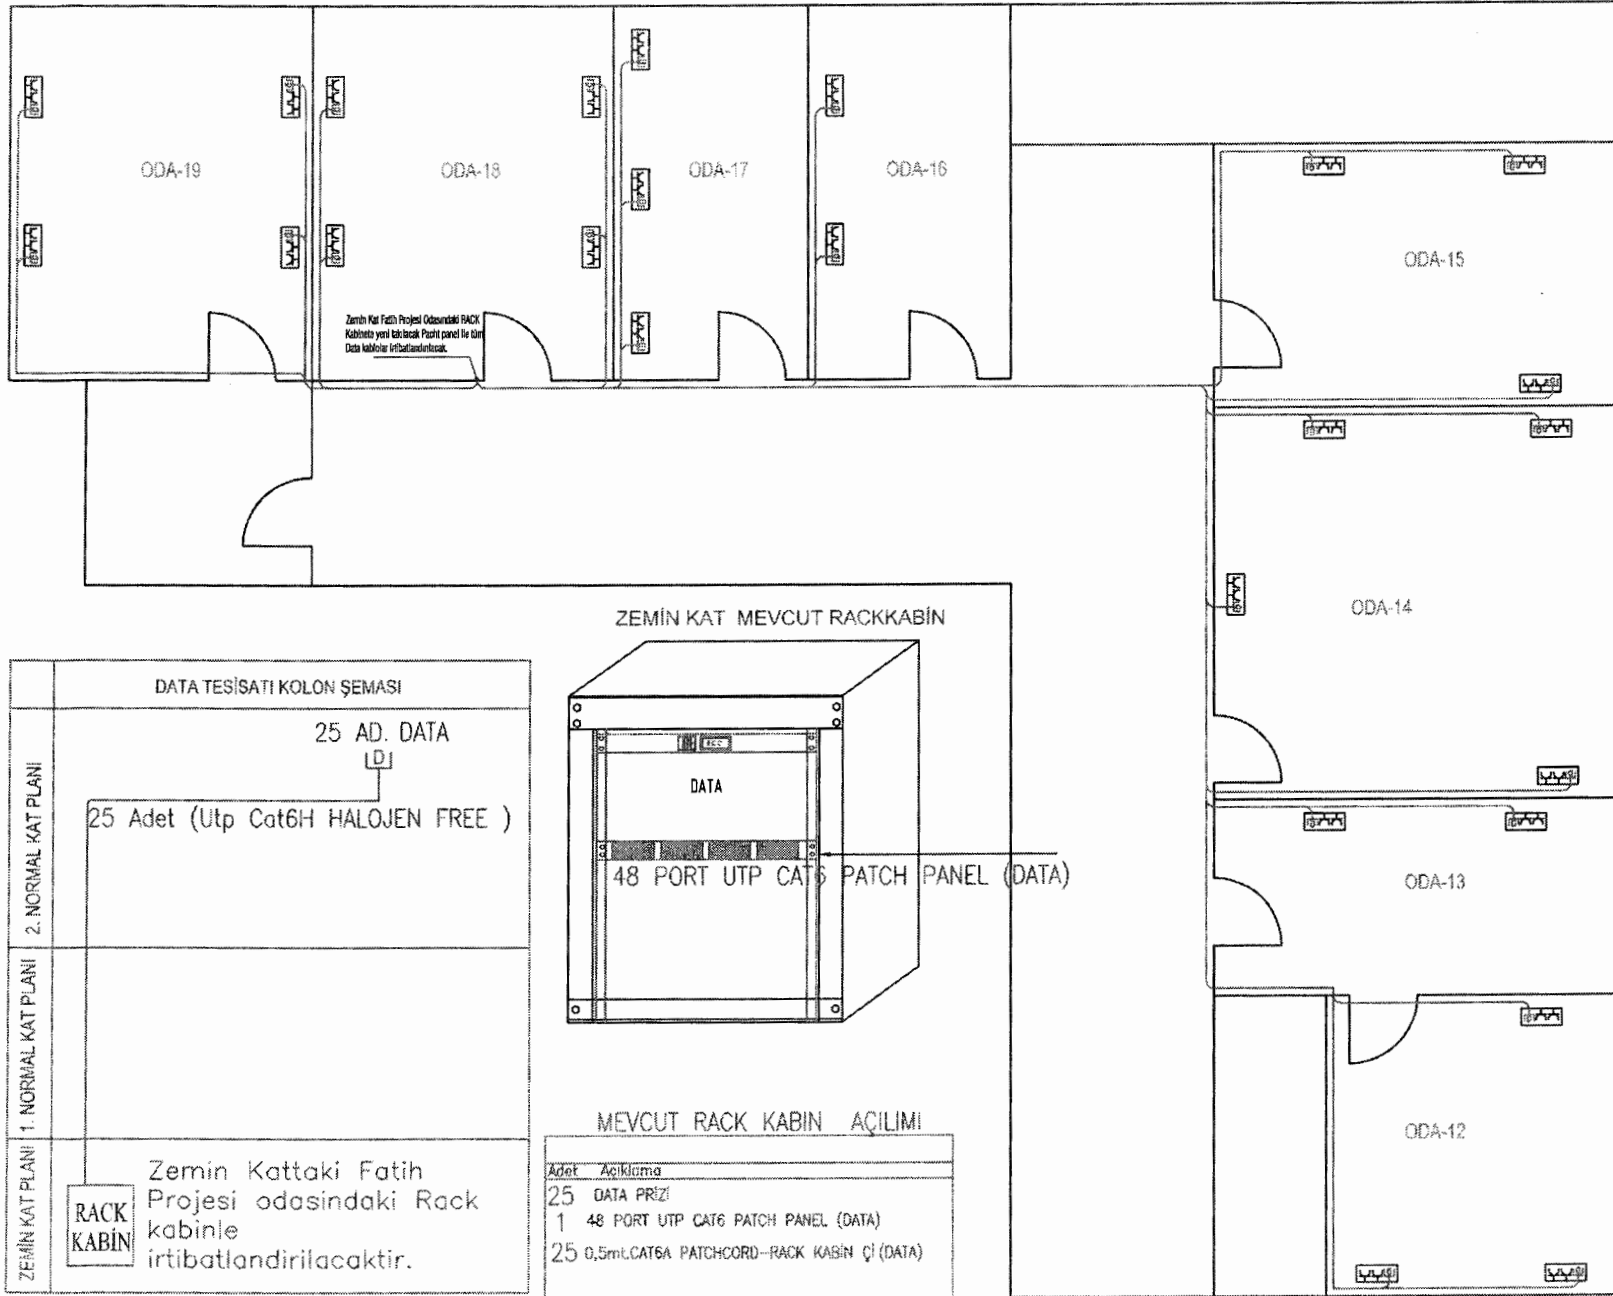 ODA-19
ODA-18
ODA-17
ODA-16
ODA-15
Zemin Kat Fatih Projesi Odasındaki RACK
Kabinete yeni takılacak Pacht panel ile tüm
Data kablolar irtibatlandırılacak.
ODA-14
ODA-13
ODA-12
ZEMİN KAT MEVCUT RACKKABİN
DATA
48 PORT UTP CAT6 PATCH PANEL (DATA)
DATA TESİSATI KOLON ŞEMASI
2. NORMAL KAT PLANI
25 AD. DATA
D
25 Adet (Utp Cat6H HALOJEN FREE )
1. NORMAL KAT PLANI
ZEMİN KAT PLANI
RACK
KABİN
Zemin Kattaki Fatih
Projesi odasindaki Rack
kabinle
irtibatlandirilacaktir.
MEVCUT RACK KABIN AÇILIMI
Adet Açıklama
25 DATA PRİZİ
1 48 PORT UTP CAT6 PATCH PANEL (DATA)
25 0,5mt.CAT6A PATCHCORD-RACK KABIN Çİ (DATA)